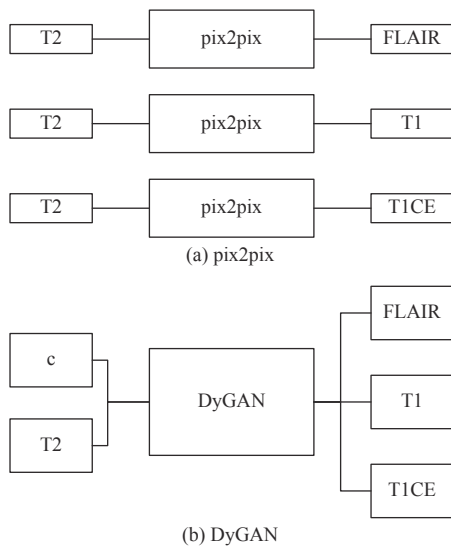 T2 pix2pix FLAIR
T2 pix2pix T1
T2 pix2pix T1CE
(a) pix2pix
c
T2
DyGAN
FLAIR
T1
T1CE
(b) DyGAN